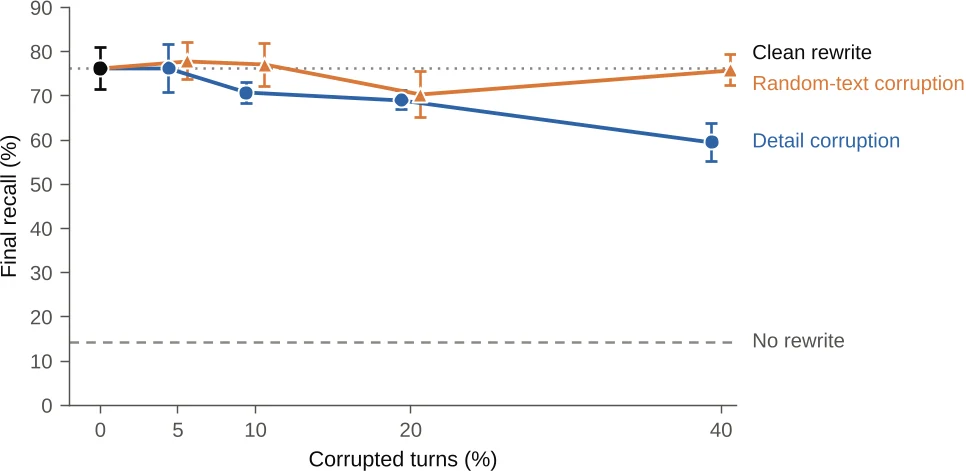 90
80
70
60
50
40
30
20
10
0
Final recall (%)
0 5 10 20 40
Corrupted turns (%)
Clean rewrite
Random-text corruption
Detail corruption
No rewrite